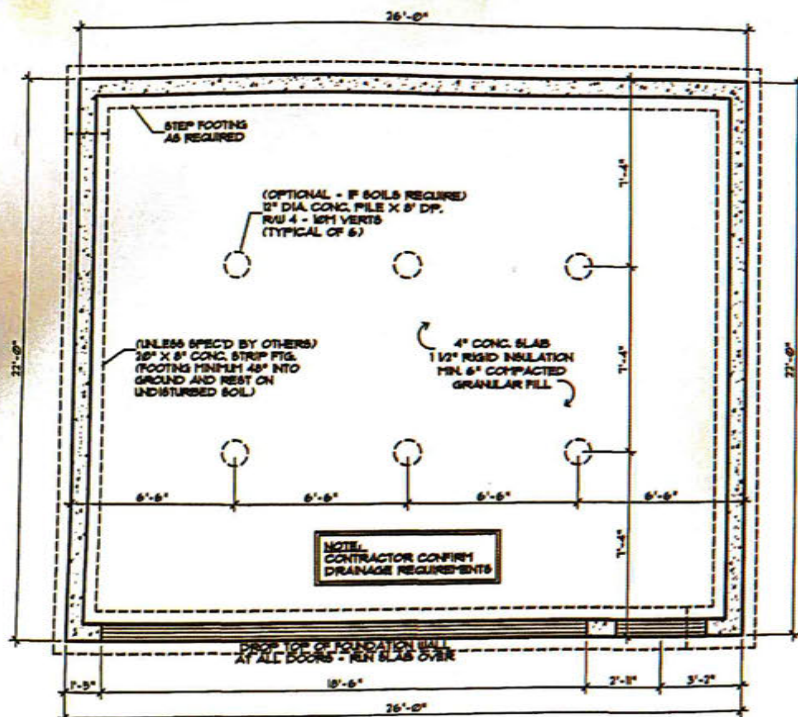 26'-0"
STEP FOOTING
AS REQUIRED
(OPTIONAL - IF SOILS REQUIRE)
12" DIA. CONC. PILE X 8' DP.
R/W 4 - 10M VERTS
(TYPICAL OF 6)
7'-4"
22'-0"
(UNLESS SPEC'D BY OTHERS)
20" X 8" CONC. STRIP FTG.
(FOOTING MINIMUM 48" INTO
GROUND AND REST ON
UNDISTURBED SOIL)
4" CONC. SLAB
1 1/2" RIGID INSULATION
MIN. 6" COMPACTED
GRANULAR FILL
7'-4"
22'-0"
6'-6" 6'-6" 6'-6" 6'-6"
7'-4"
NOTE:
CONTRACTOR CONFIRM
DRAINAGE REQUIREMENTS
DROP TOP OF FOUNDATION WALL
AT ALL DOORS - RUN SLAB OVER
1'-5" 18'-6" 2'-11" 3'-2"
26'-0"